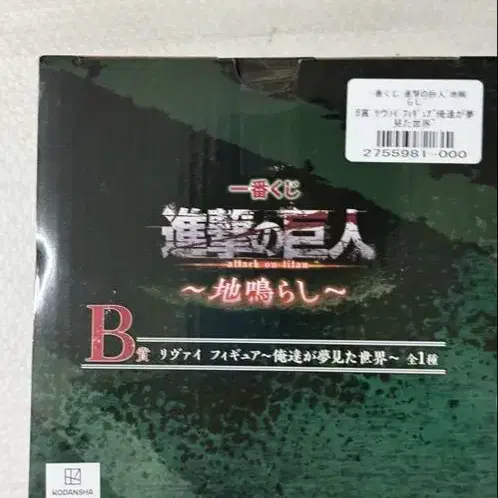 一番くじ 進撃の巨人 地鳴
らし
B賞 リヴァイ フィギュア 俺達が夢
見た世界
2755981-000
一番くじ
進撃の巨人
attack on titan
～地鳴らし～
B賞 リヴァイ フィギュア～俺達が夢見た世界～ 全1種
KODANSHA